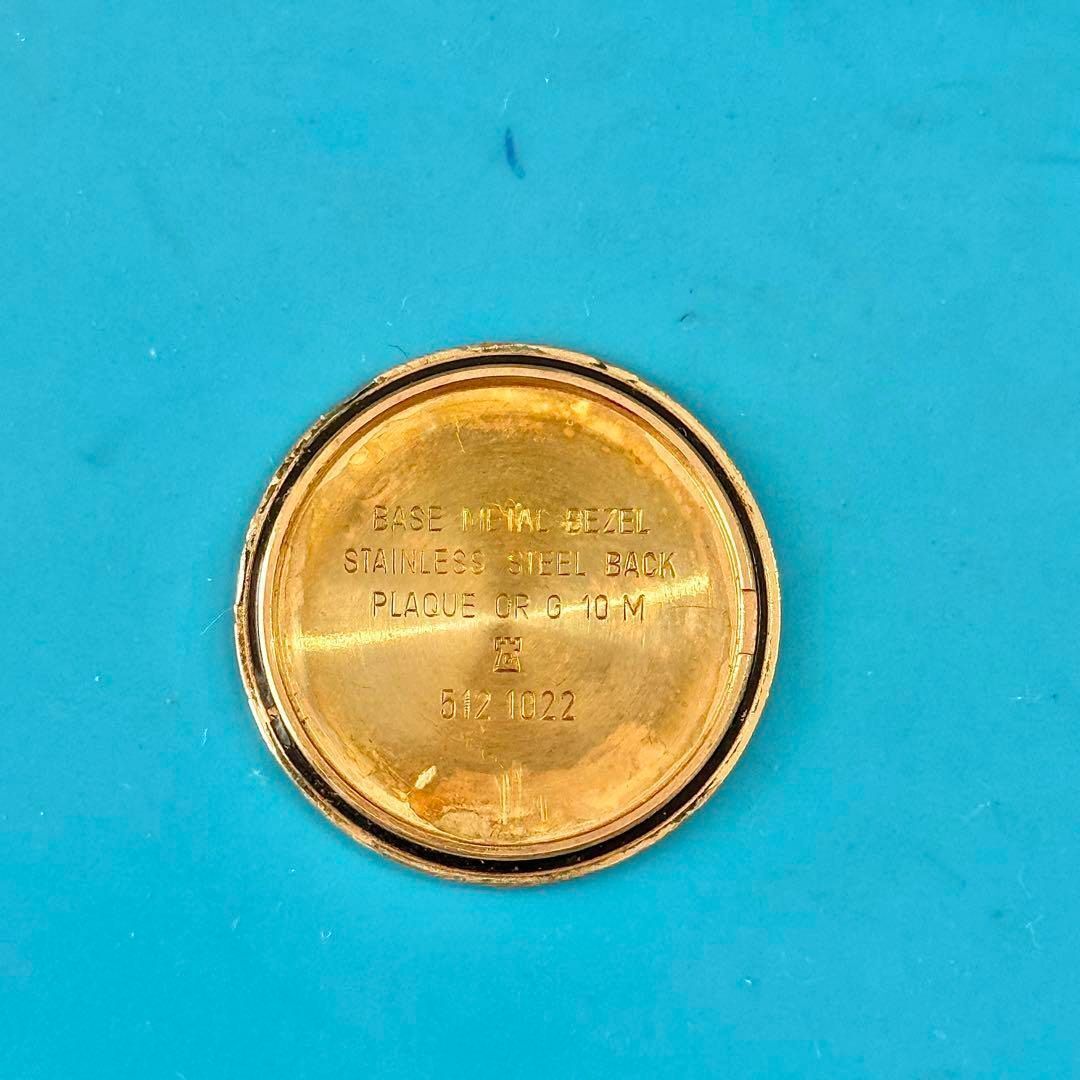 BASE METAL BEZEL
STAINLESS STEEL BACK
PLAQUE OR G 10 M
512 1022